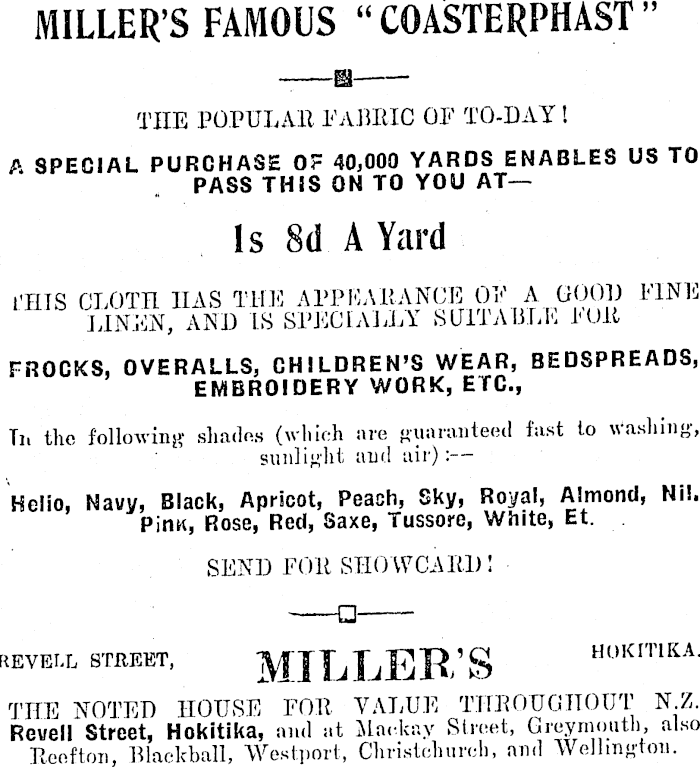 MILLER'S FAMOUS "COASTERPHAST"
THE POPULAR FABRIC OF TO-DAY!
A SPECIAL PURCHASE OF 40,000 YARDS ENABLES US TO
PASS THIS ON TO YOU AT—
1s 8d A Yard
THIS CLOTH HAS THE APPEARANCE OF A GOOD FINE
LINEN, AND IS SPECIALLY SUITABLE FOR
FROCKS, OVERALLS, CHILDREN'S WEAR, BEDSPREADS,
EMBROIDERY WORK, ETC.,
In the following shades (which are guaranteed fast to washing,
sunlight and air) :—
Helio, Navy, Black, Apricot, Peach, Sky, Royal, Almond, Nil.
Pink, Rose, Red, Saxe, Tussore, White, Et.
SEND FOR SHOWCARD!
REVELL STREET, MILLER'S HOKITIKA.
THE NOTED HOUSE FOR VALUE THROUGHOUT N.Z.
Revell Street, Hokitika, and at Mackay Street, Greymouth, also
Reefton, Blackball, Westport, Christchurch, and Wellington.